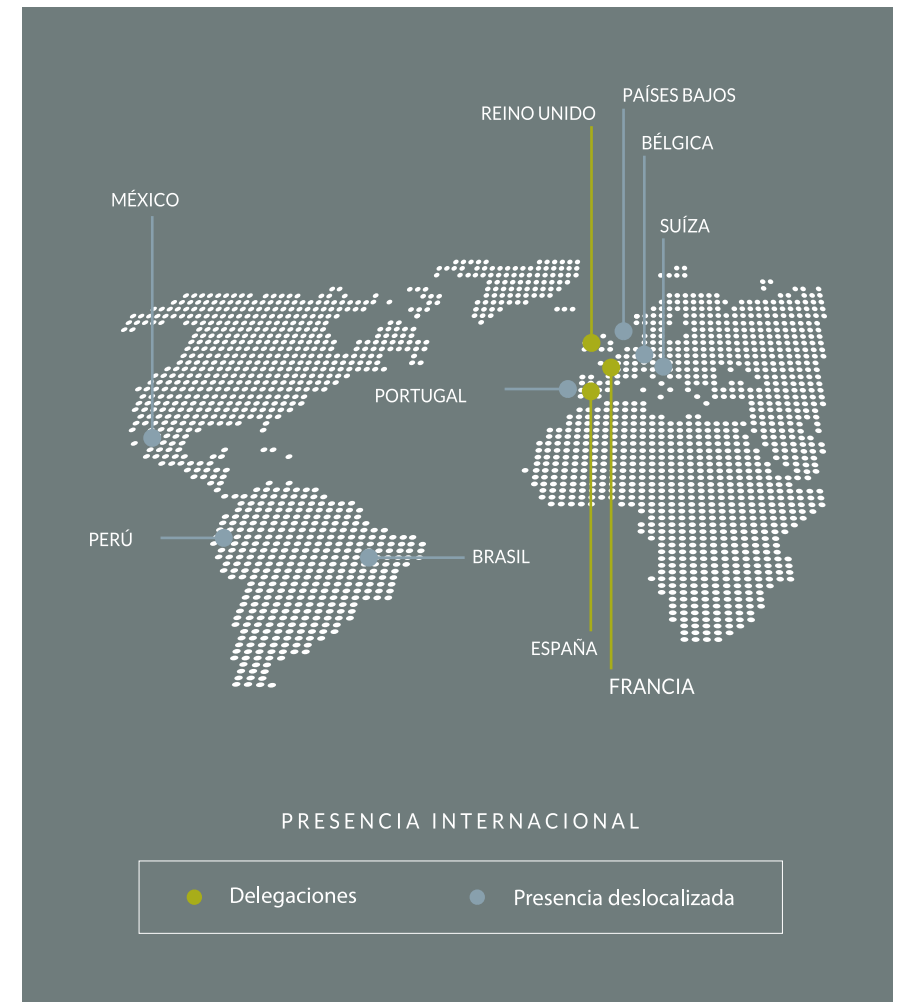 PAÍSES BAJOS
REINO UNIDO
BÉLGICA
MÉXICO
SUÍZA
PORTUGAL
PERÚ
BRASIL
ESPAÑA
FRANCIA
PRESENCIA INTERNACIONAL
Delegaciones
Presencia deslocalizada